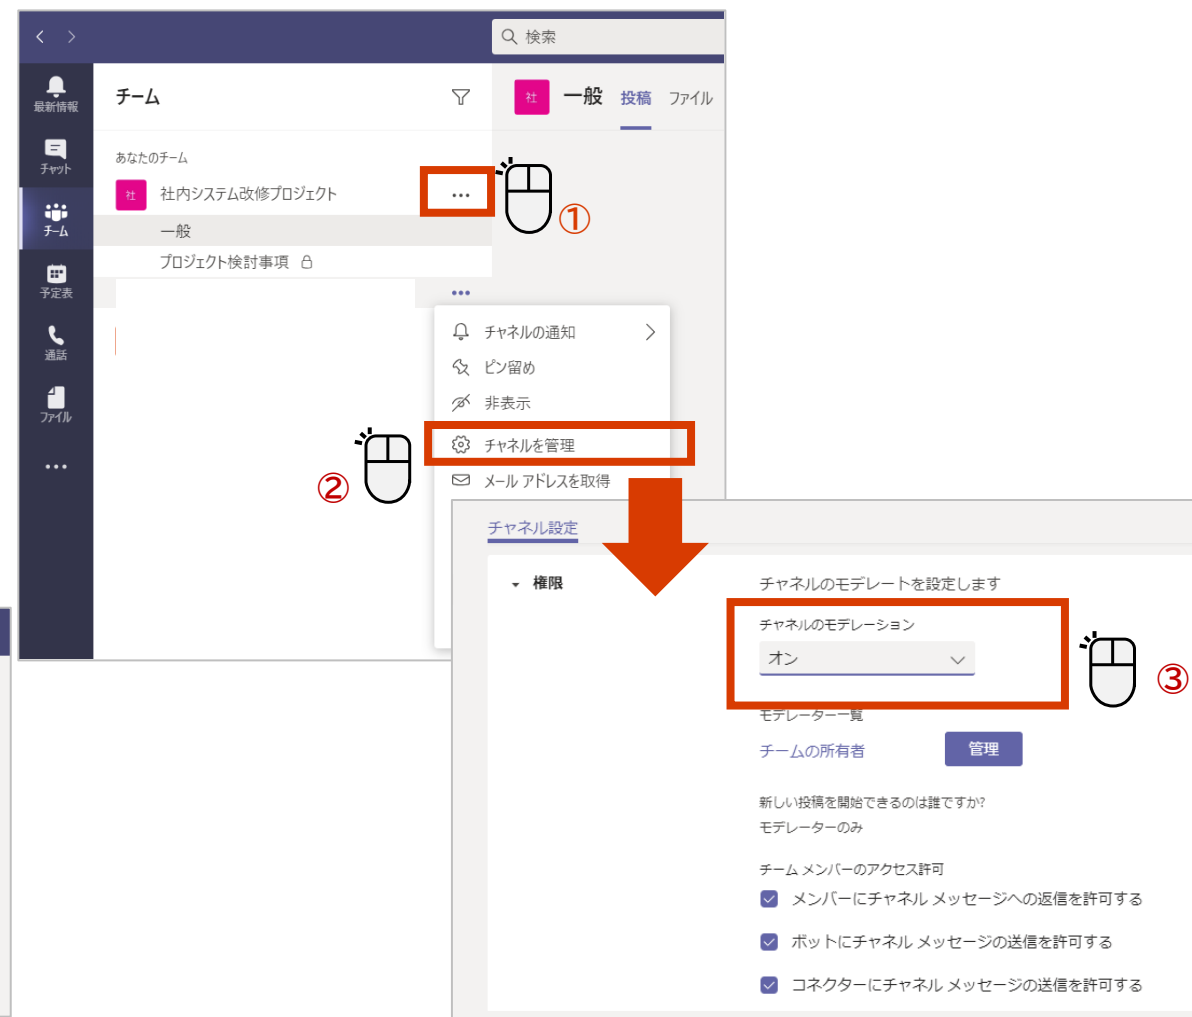 検索
最新情報
チーム
社 一般 投稿 ファイル
チャット
あなたのチーム
社 社内システム改修プロジェクト ...
①
チーム
一般
プロジェクト検討事項
予定表
...
通話
チャネルの通知
ピン留め
ファイル
非表示
チャネルを管理
...
②
メール アドレスを取得
チャネル設定
権限
チャネルのモデレートを設定します
チャネルのモデレーション
オン
③
モデレーター一覧
チームの所有者 管理
新しい投稿を開始できるのは誰ですか?
モデレーターのみ
チーム メンバーのアクセス許可
メンバーにチャネル メッセージへの返信を許可する
ボットにチャネル メッセージの送信を許可する
コネクターにチャネル メッセージの送信を許可する